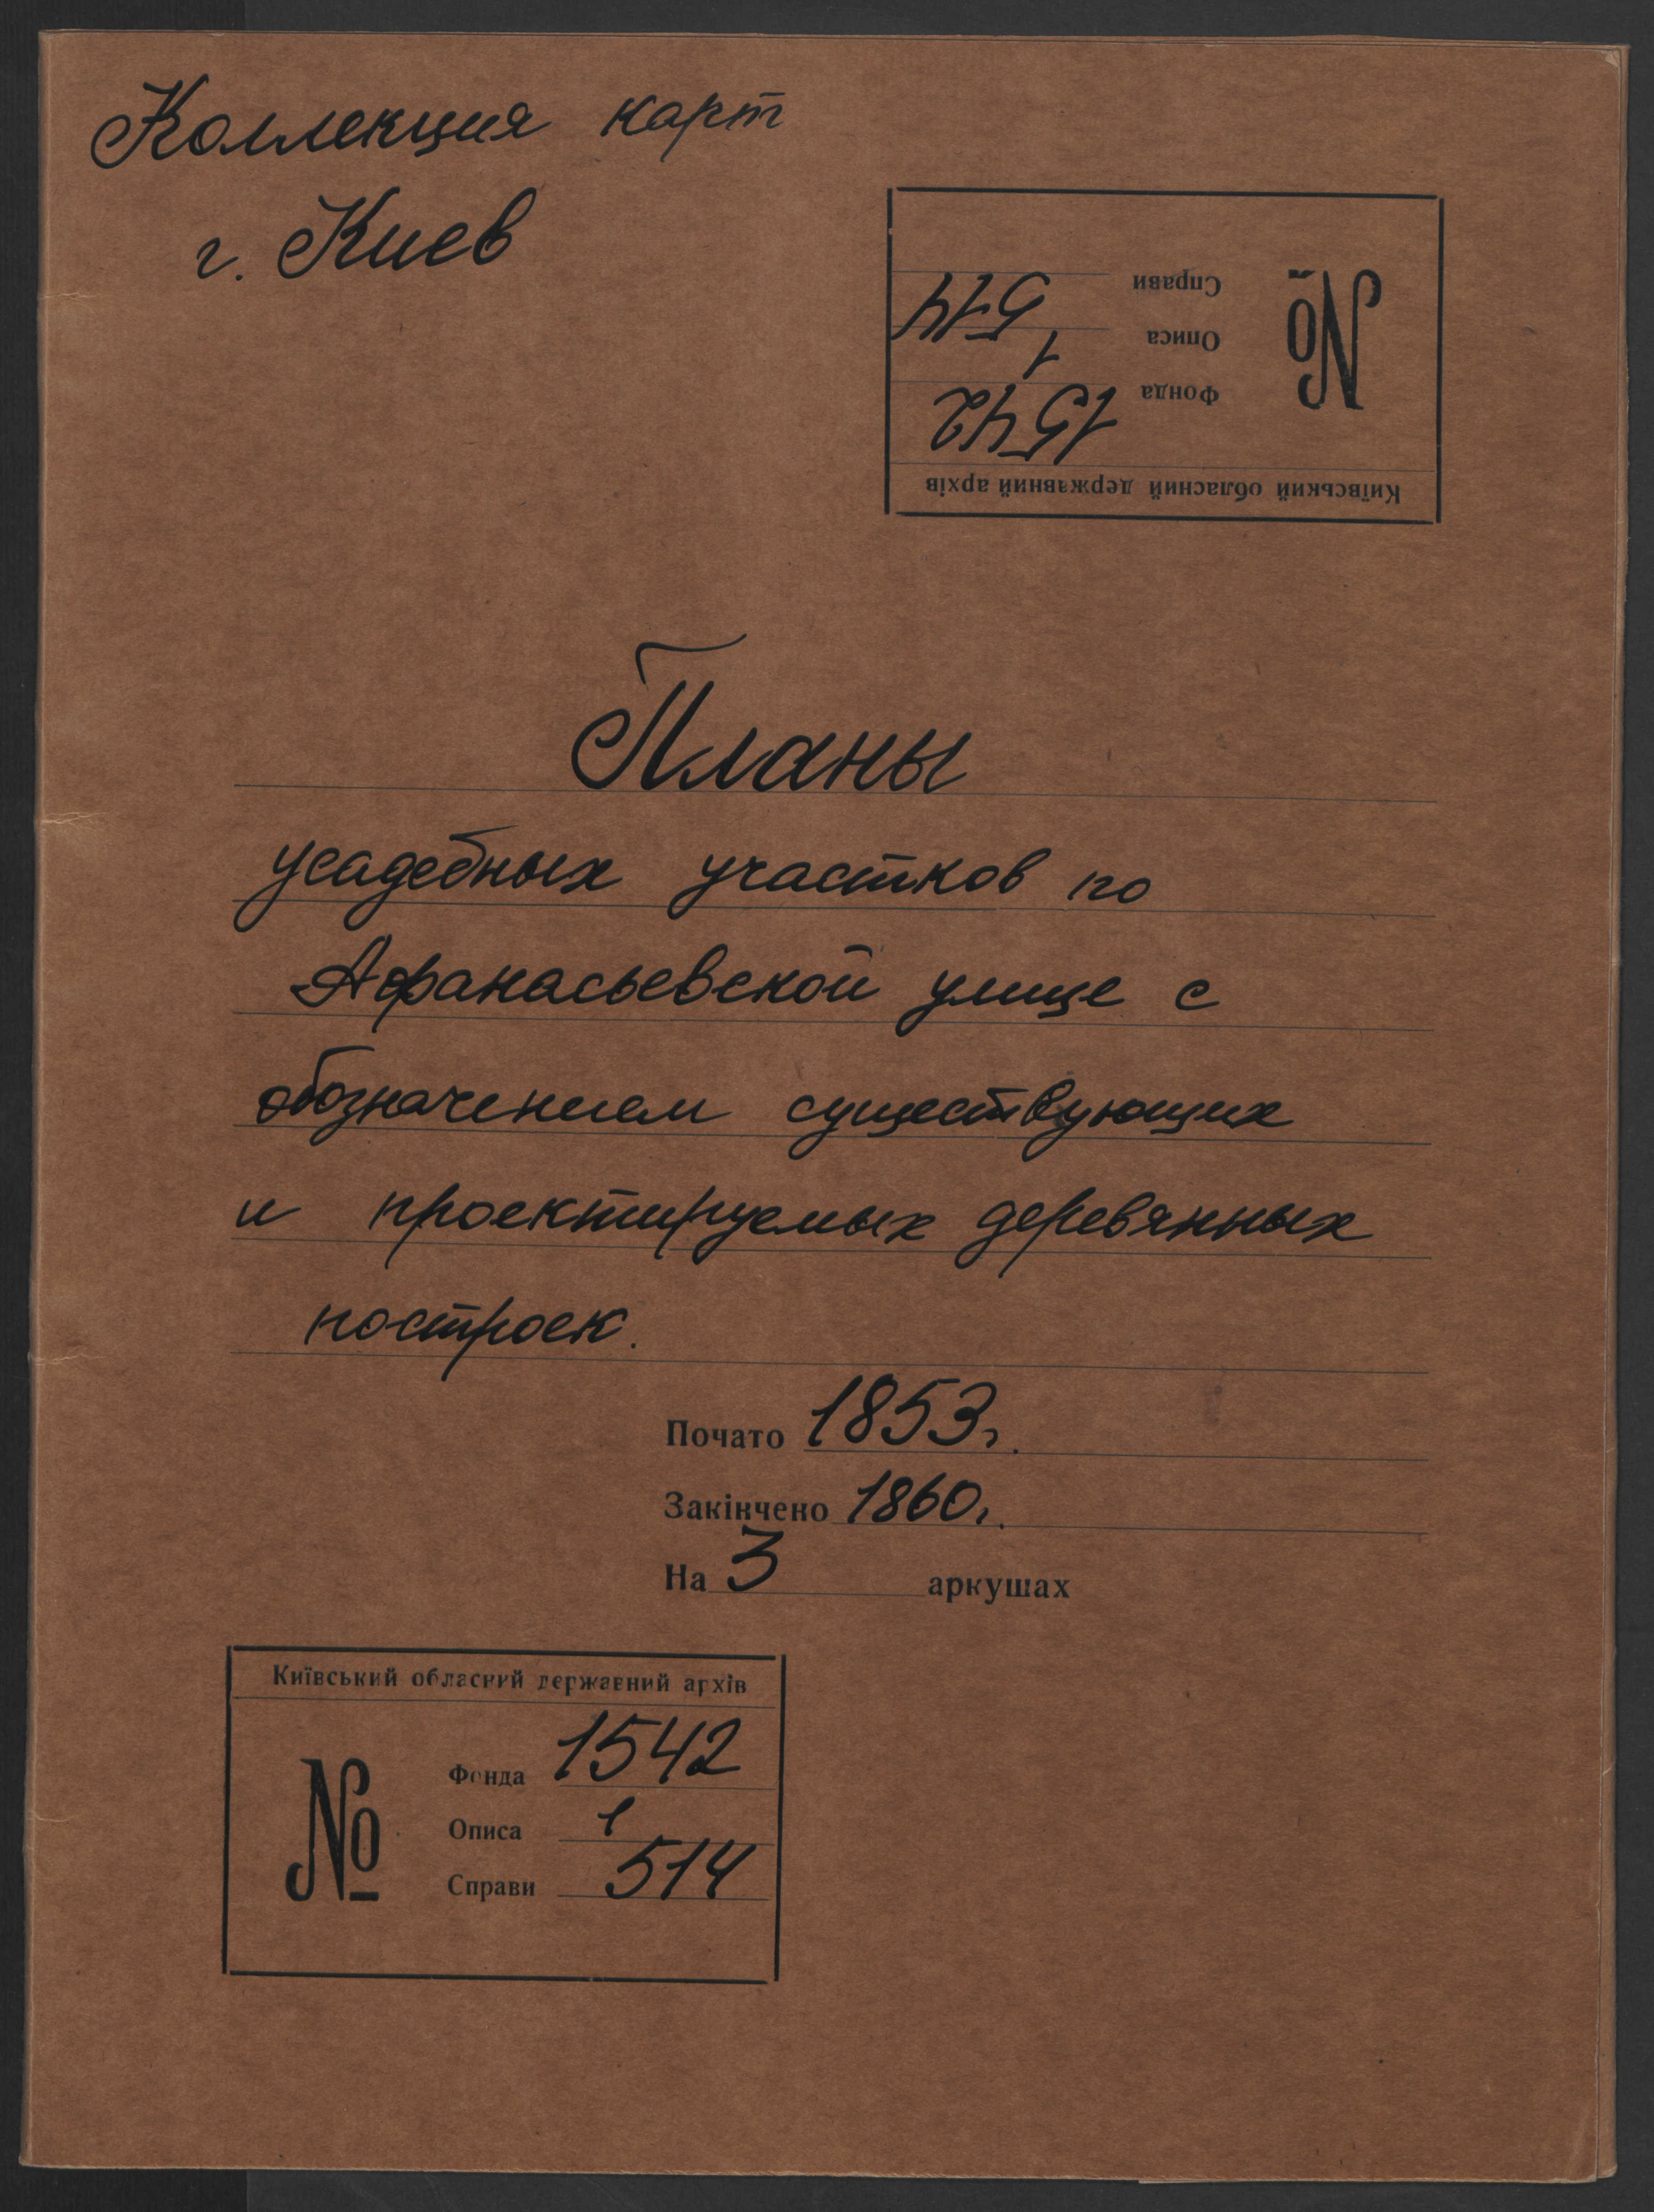 Коллекция карт
г. Киев
Київський обласний державний архів
№
Фонда 1542
Описа 1
Справи 514
Планы
усадебных участков по
Афанасьевской улице с
обозначением существующих
и проектируемых деревянных
построек.
Почато 1853г.
Закінчено 1860г.
На 3 аркушах
Київський обласний державний архів
№
Фонда 1542
Описа 1
Справи 514